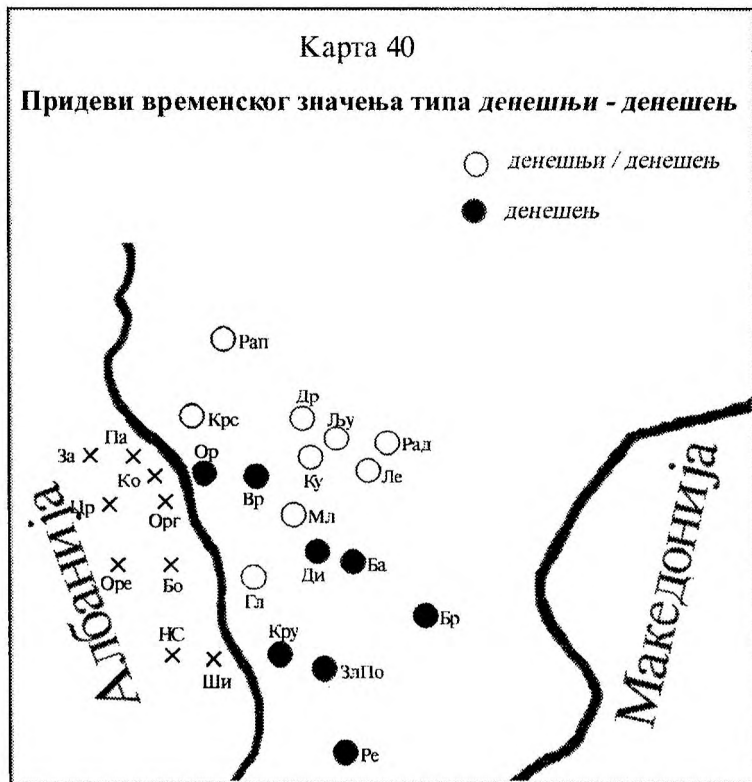 Карта 40
Придеви временског значења типа денешњи - денешењ
денешњи / денешењ
денешењ
Рап
Крс
Др
Љу
Рад
Па
За
Ко
Ор
Вр
Ку
Ле
Цр
Орг
Мл
Оре
Бо
Гл
Ди
Ба
Бр
НС
Ши
Кру
ЗлПо
Ре
Албанија
Македонија